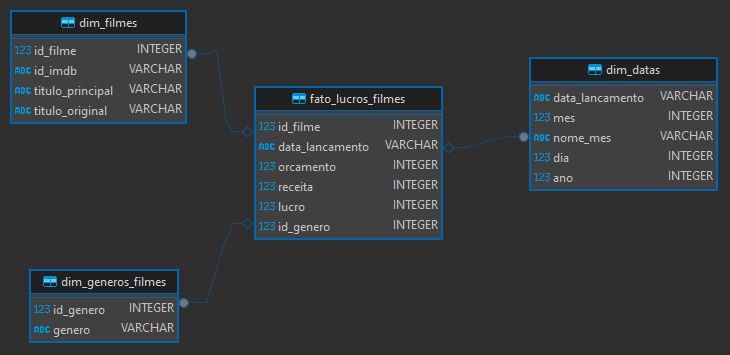 dim_filmes
123 id_filme INTEGER
ABC id_imdb VARCHAR
ABC titulo_principal VARCHAR
ABC titulo_original VARCHAR
fato_lucros_filmes
123 id_filme INTEGER
ABC data_lancamento VARCHAR
123 orcamento INTEGER
123 receita INTEGER
123 lucro INTEGER
123 id_genero INTEGER
dim_datas
ABC data_lancamento VARCHAR
123 mes INTEGER
ABC nome_mes VARCHAR
123 dia INTEGER
123 ano INTEGER
dim_generos_filmes
123 id_genero INTEGER
ABC genero VARCHAR